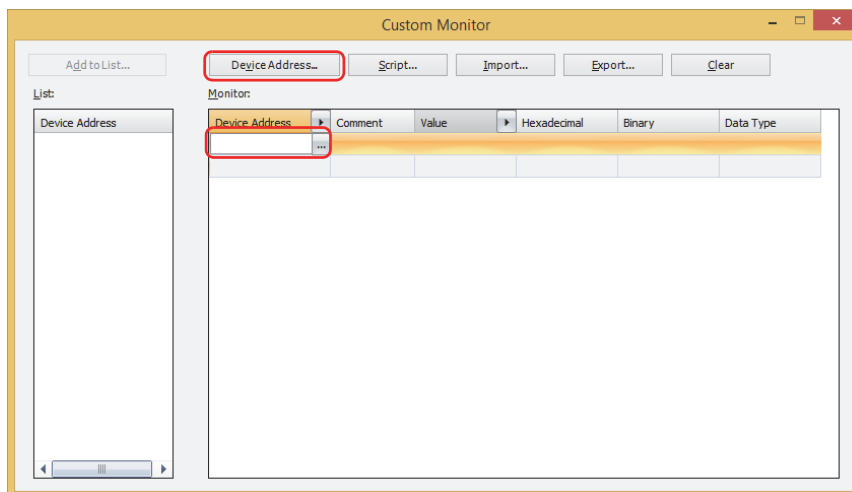 Custom Monitor
Add to List... Device Address... Script... Import... Export... Clear
List: Monitor:
Device Address Device Address Comment Value Hexadecimal Binary Data Type
...